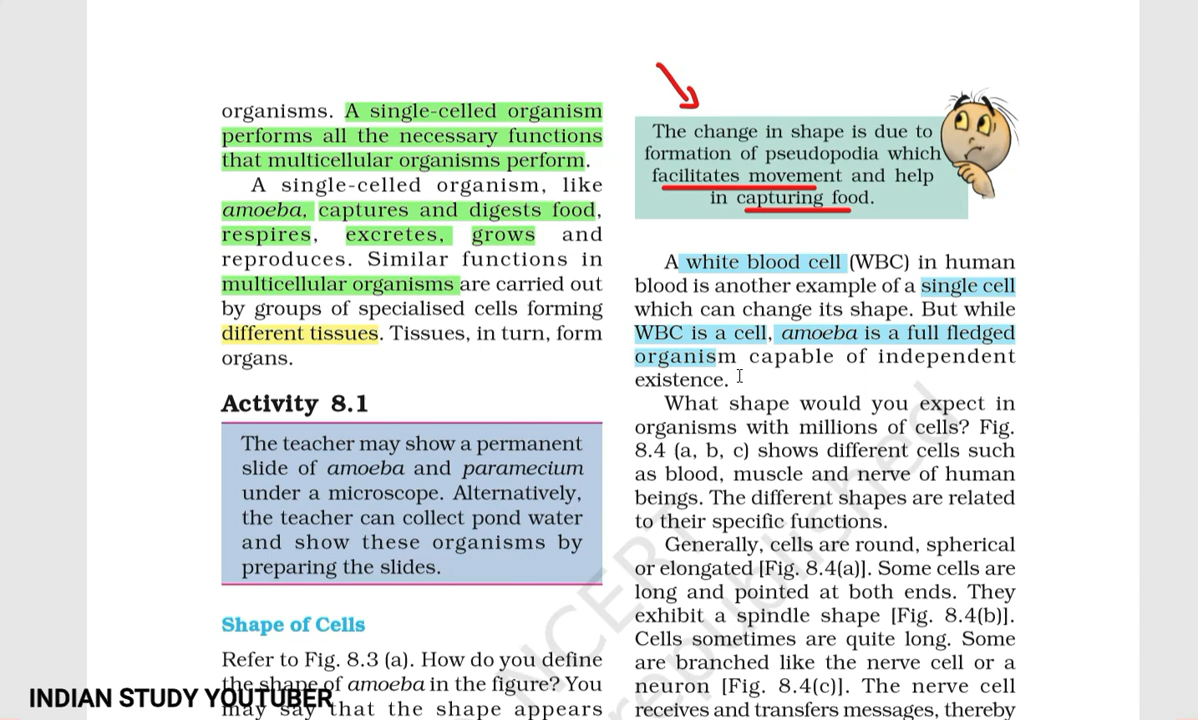 organisms. A single-celled organism
performs all the necessary functions
that multicellular organisms perform.
A single-celled organism, like
amoeba, captures and digests food,
respires, excretes, grows and
reproduces. Similar functions in
multicellular organisms are carried out
by groups of specialised cells forming
different tissues. Tissues, in turn, form
organs.
Activity 8.1
The teacher may show a permanent
slide of amoeba and paramecium
under a microscope. Alternatively,
the teacher can collect pond water
and show these organisms by
preparing the slides.
Shape of Cells
Refer to Fig. 8.3 (a). How do you define
the shape of amoeba in the figure? You
may say that the shape appears
The change in shape is due to
formation of pseudopodia which
facilitates movement and help
in capturing food.
A white blood cell (WBC) in human
blood is another example of a single cell
which can change its shape. But while
WBC is a cell, amoeba is a full fledged
organism capable of independent
existence.
What shape would you expect in
organisms with millions of cells? Fig.
8.4 (a, b, c) shows different cells such
as blood, muscle and nerve of human
beings. The different shapes are related
to their specific functions.
Generally, cells are round, spherical
or elongated [Fig. 8.4(a)]. Some cells are
long and pointed at both ends. They
exhibit a spindle shape [Fig. 8.4(b)].
Cells sometimes are quite long. Some
are branched like the nerve cell or a
neuron [Fig. 8.4(c)]. The nerve cell
receives and transfers messages, thereby
NCERT
republished
INDIAN STUDY YOUTUBER